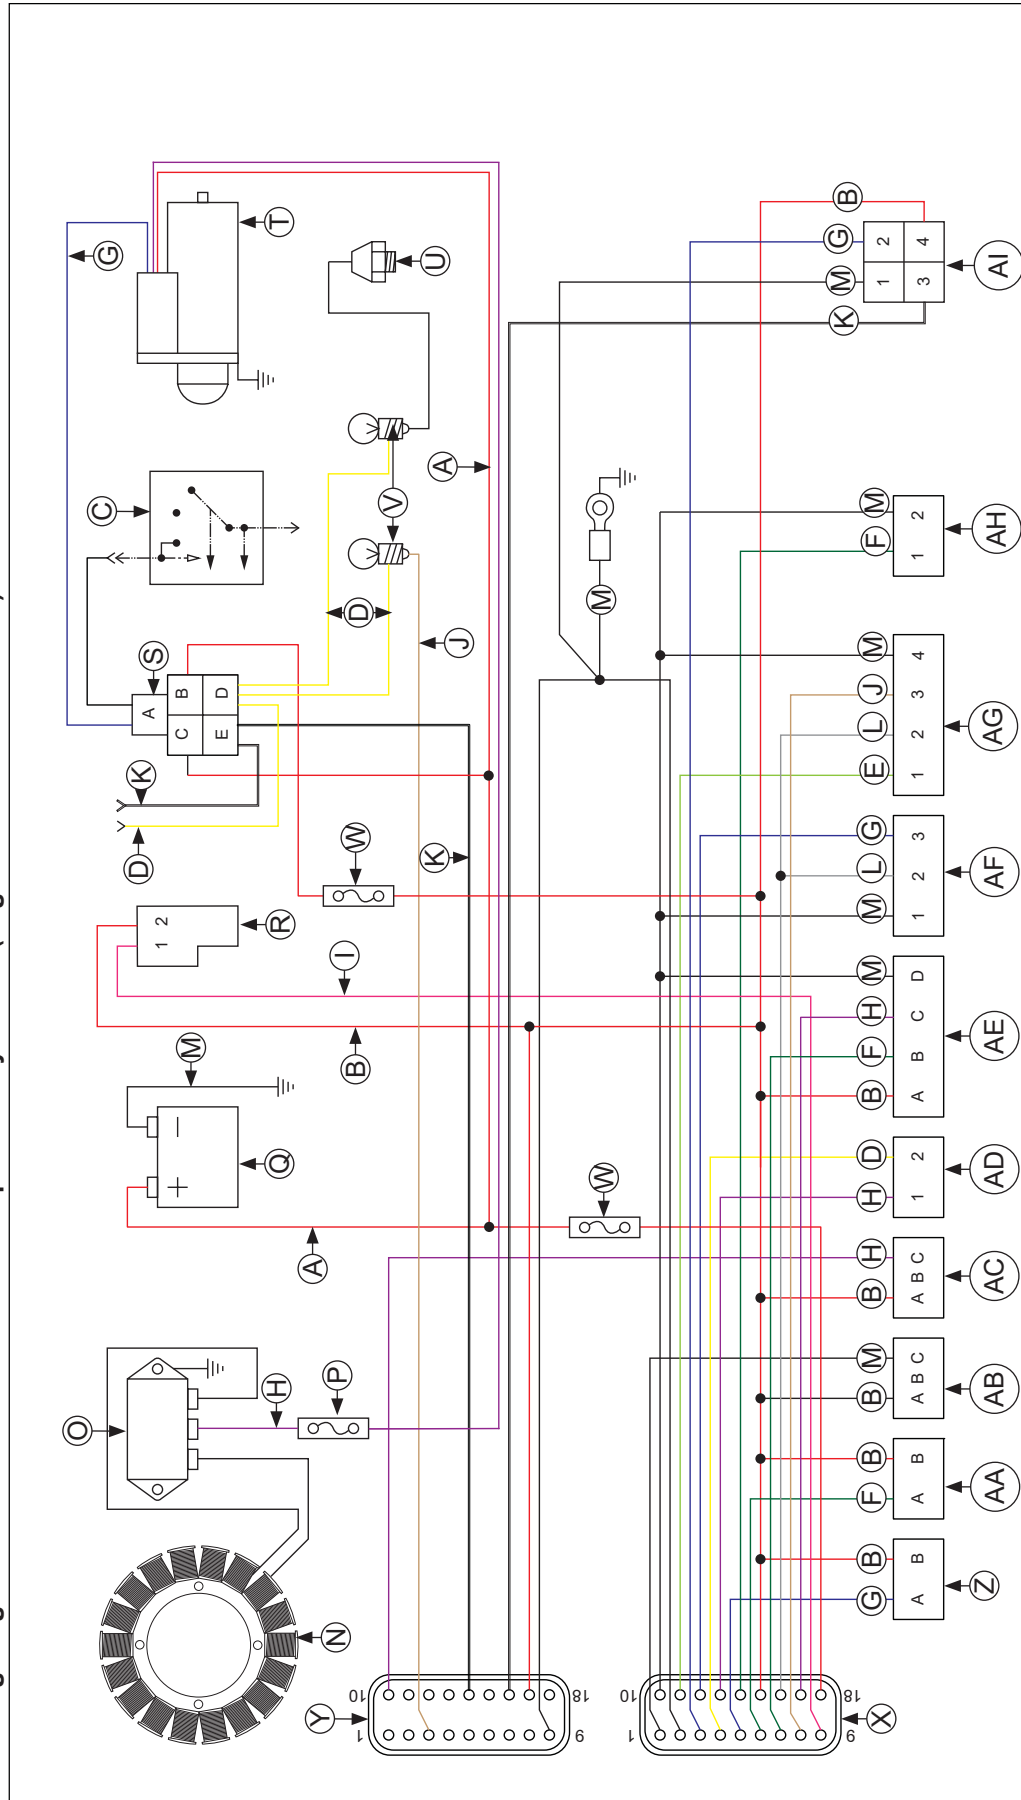 O
C
G
D
K
A
S
1 2
C B
M
E D
+ −
Q
R
T
H
A
Y
N
P
I
B
W
D
V
1 10
9 18
K
A
U
J
W
M
1 10
9 18
X
K M G B
G B F B B M B H H D B F H M M L G E L J M F M
1 2
3 4
A B
A B
A B C
A B C
1 2
A B C D
1 2 3
1 2 3 4
1 2
Z
AA
AB
AC
AD
AE
AF
AG
AH
AI